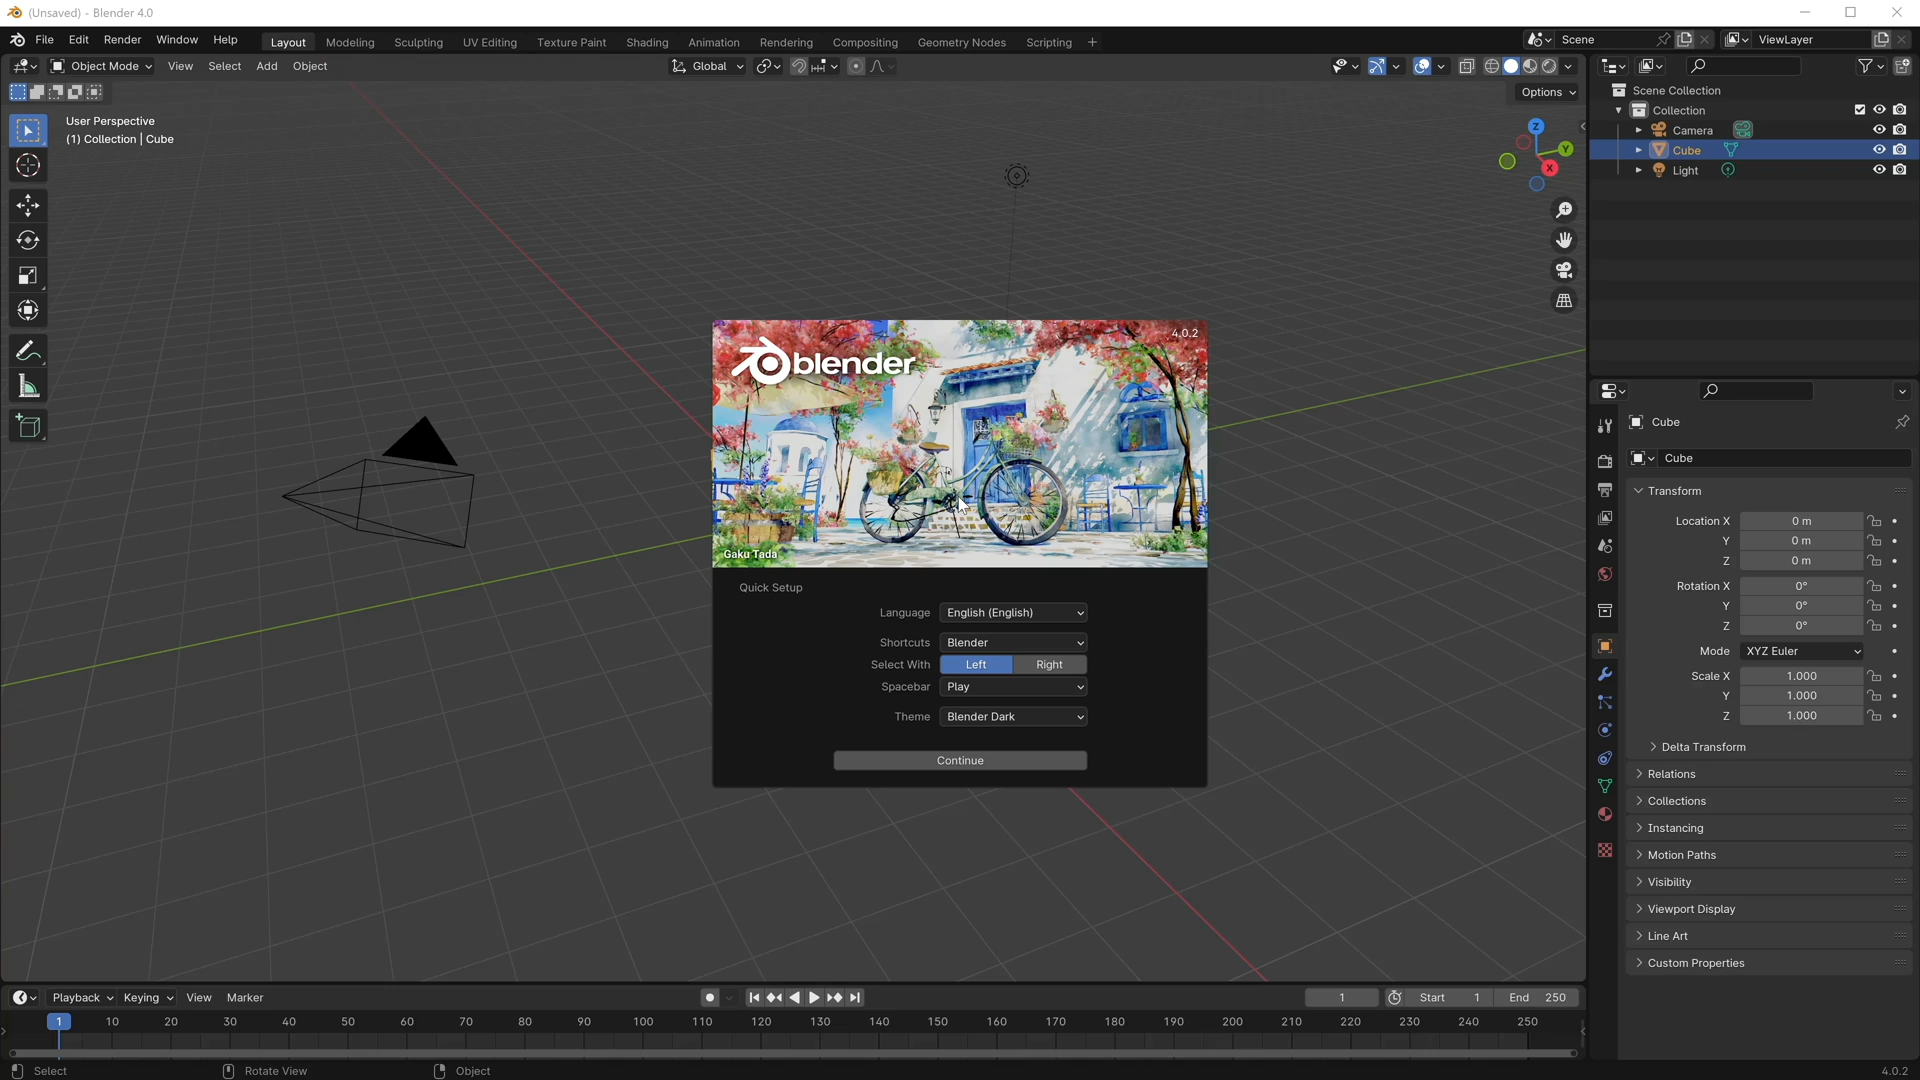 (Unsaved) - Blender 4.0
File Edit Render Window Help Layout Modeling Sculpting UV Editing Texture Paint Shading Animation Rendering Compositing Geometry Nodes Scripting + Scene ViewLayer
Object Mode View Select Add Object Global
Options
User Perspective
(1) Collection | Cube
Z
Y
X
Scene Collection
Collection
Camera
Cube
Light
4.0.2
blender
Gaku Tada
Quick Setup
Language English (English)
Shortcuts Blender
Select With Left Right
Spacebar Play
Theme Blender Dark
Continue
Cube
Cube
Transform
Location X 0 m
Y 0 m
Z 0 m
Rotation X 0°
Y 0°
Z 0°
Mode XYZ Euler
Scale X 1.000
Y 1.000
Z 1.000
Delta Transform
Relations
Collections
Instancing
Motion Paths
Visibility
Viewport Display
Line Art
Custom Properties
Playback Keying View Marker 1 Start 1 End 250
1 10 20 30 40 50 60 70 80 90 100 110 120 130 140 150 160 170 180 190 200 210 220 230 240 250
Select Rotate View Object 4.0.2